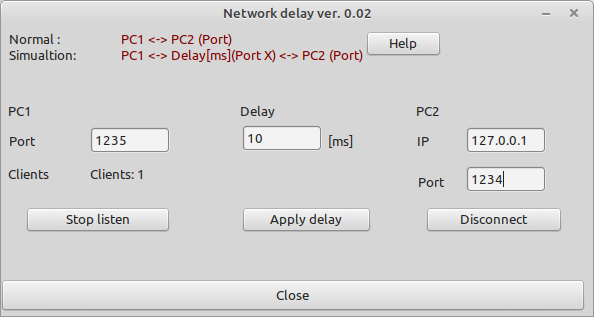 Network delay ver. 0.02
Normal : PC1 <-> PC2 (Port)
Help
Simualtion: PC1 <-> Delay[ms](Port X) <-> PC2 (Port)
PC1 Delay PC2
Port 1235 10 [ms] IP 127.0.0.1
Clients Clients: 1 Port 1234
Stop listen Apply delay Disconnect
Close